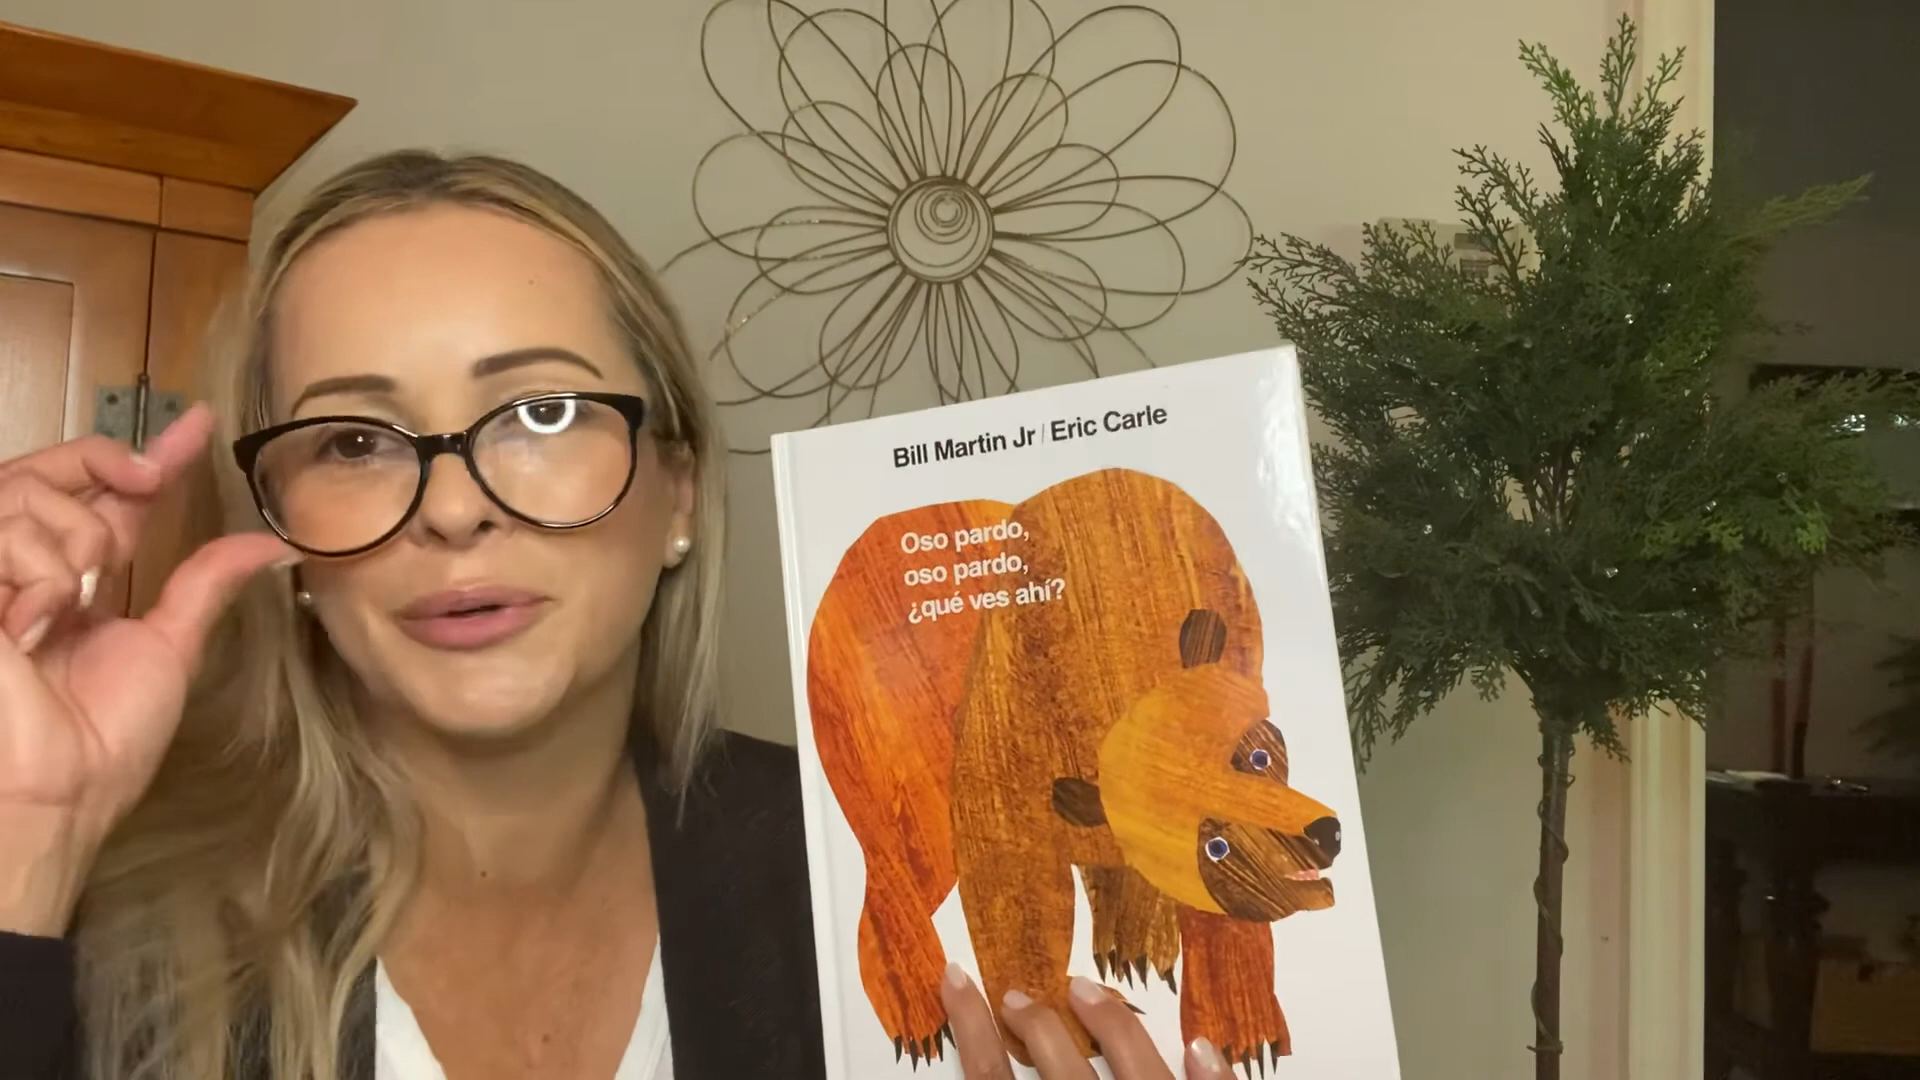 Bill Martin Jr / Eric Carle
Oso pardo,
oso pardo,
¿qué ves ahí?